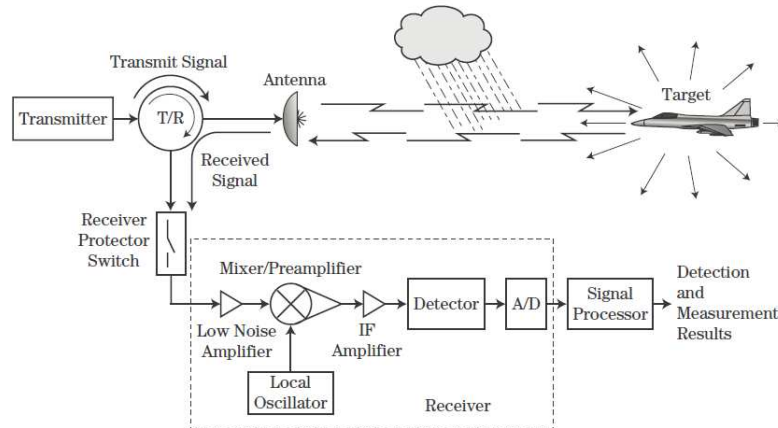 Transmit Signal
Antenna
Target
Transmitter
T/R
Received
Signal
Receiver
Protector
Switch
Mixer/Preamplifier
Low Noise
Amplifier
IF
Amplifier
Detector
A/D
Signal
Processor
Detection
and
Measurement
Results
Local
Oscillator
Receiver